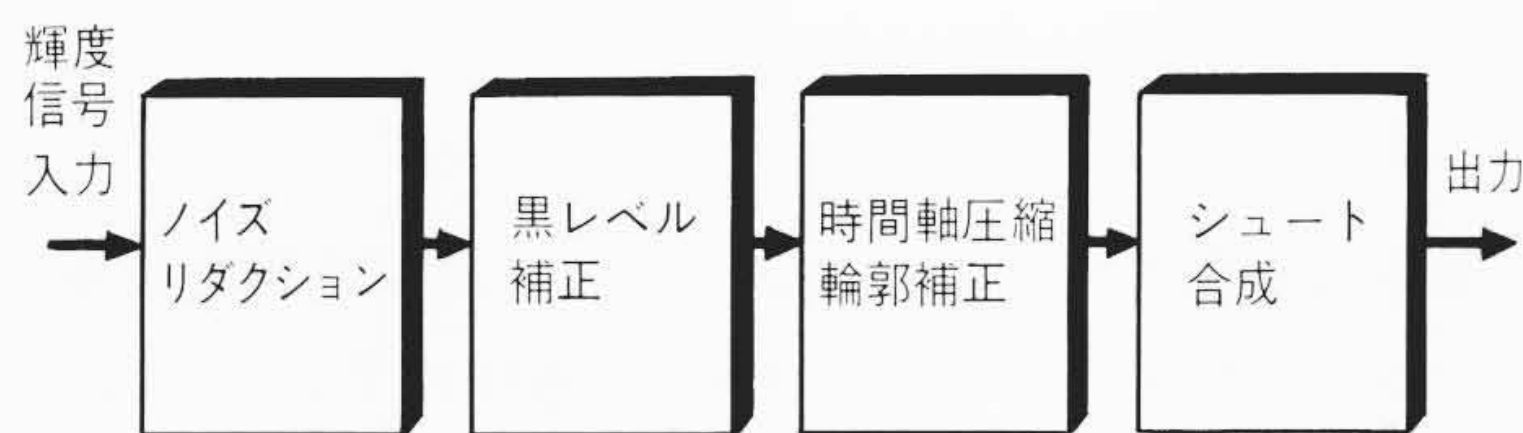 輝度
信号
入力
ノイズ
リダクション
黒レベル
補正
時間軸圧縮
輪郭補正
シュート
合成
出力